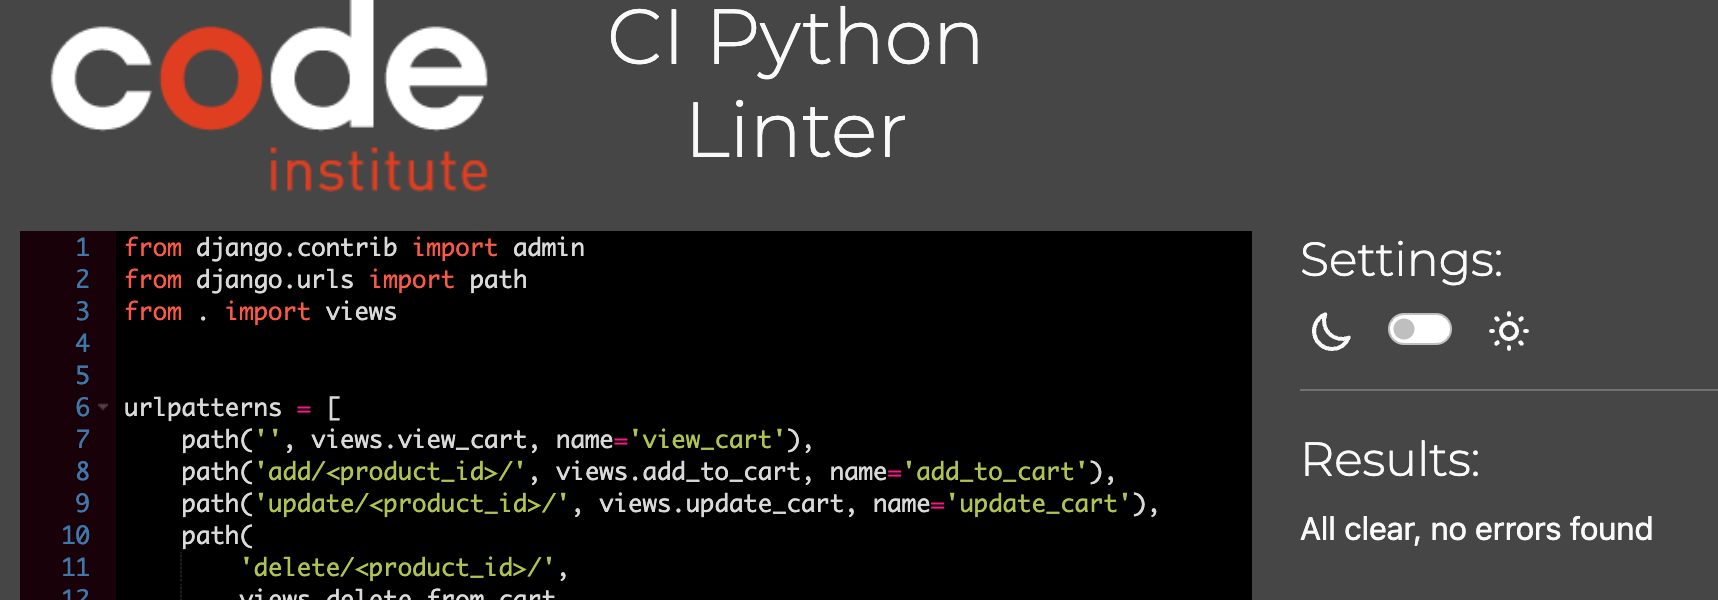 code
institute
CI Python
Linter
1 from django.contrib import admin
2 from django.urls import path
3 from . import views
4
5
6 urlpatterns = [
7     path('', views.view_cart, name='view_cart'),
8     path('add/<product_id>/', views.add_to_cart, name='add_to_cart'),
9     path('update/<product_id>/', views.update_cart, name='update_cart'),
10     path(
11         'delete/<product_id>/',
12         views.delete_from_cart
Settings:
Results:
All clear, no errors found